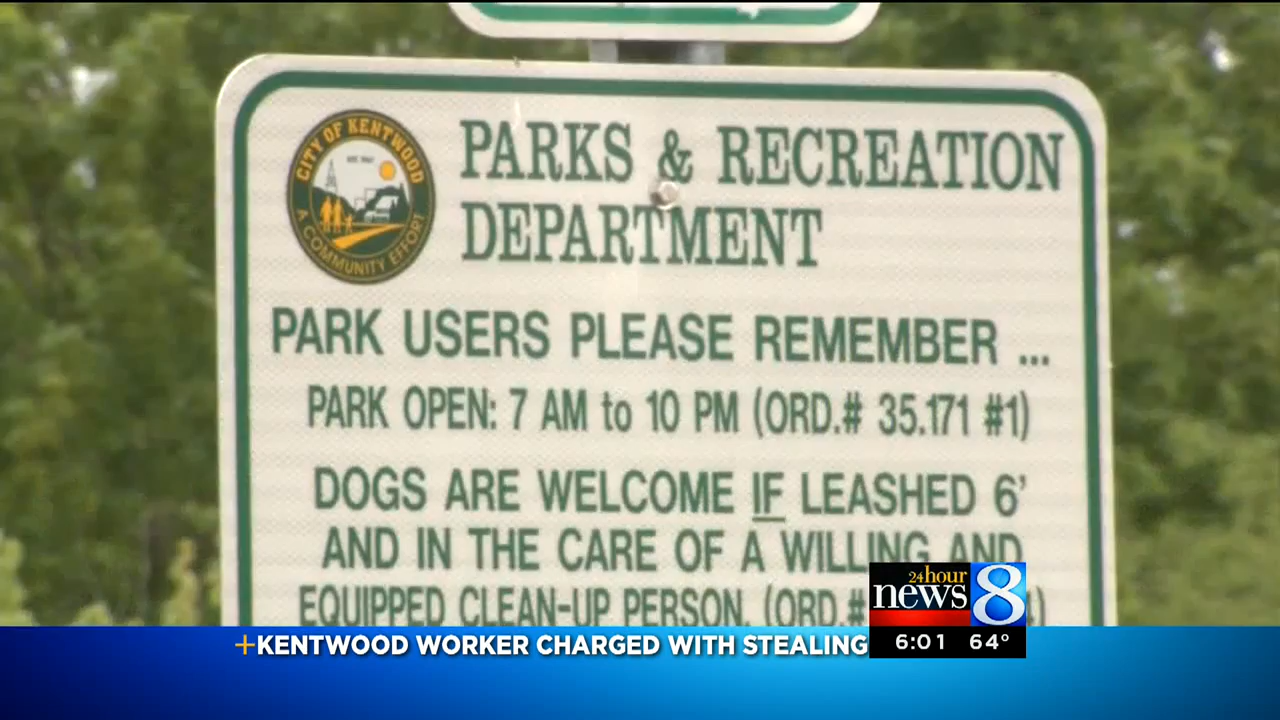 CITY OF KENTWOOD
A COMMUNITY EFFORT
PARKS & RECREATION
DEPARTMENT
PARK USERS PLEASE REMEMBER ...
PARK OPEN: 7 AM to 10 PM (ORD.# 35.171 #1)
DOGS ARE WELCOME IF LEASHED 6'
AND IN THE CARE OF A WILLING AND
EQUIPPED CLEAN-UP PERSON. (ORD.#
24hour
news 8
+KENTWOOD WORKER CHARGED WITH STEALING
6:01 64°